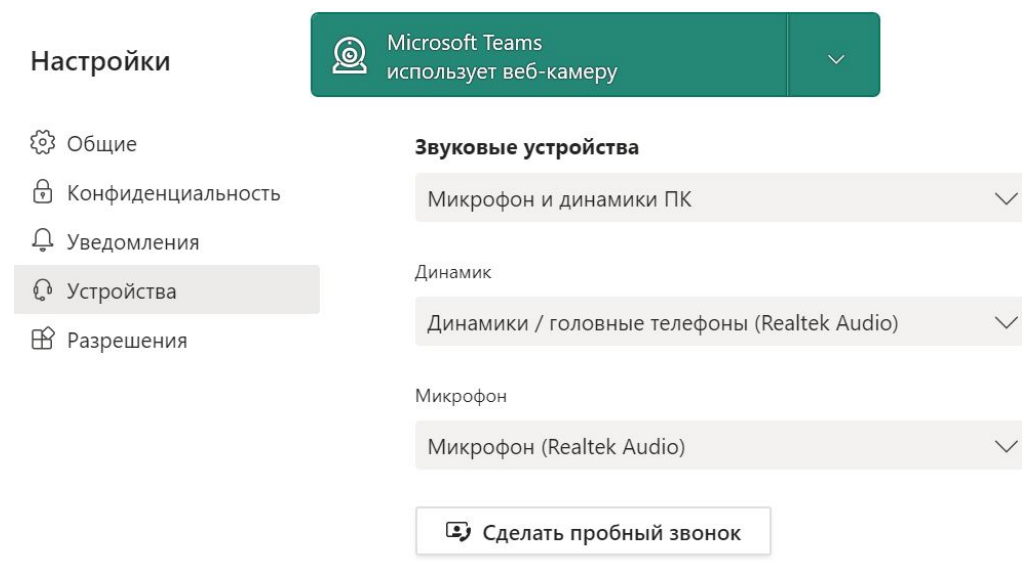 Настройки
Microsoft Teams
использует веб-камеру
Общие
Конфиденциальность
Уведомления
Устройства
Разрешения
Звуковые устройства
Микрофон и динамики ПК
Динамик
Динамики / головные телефоны (Realtek Audio)
Микрофон
Микрофон (Realtek Audio)
Сделать пробный звонок